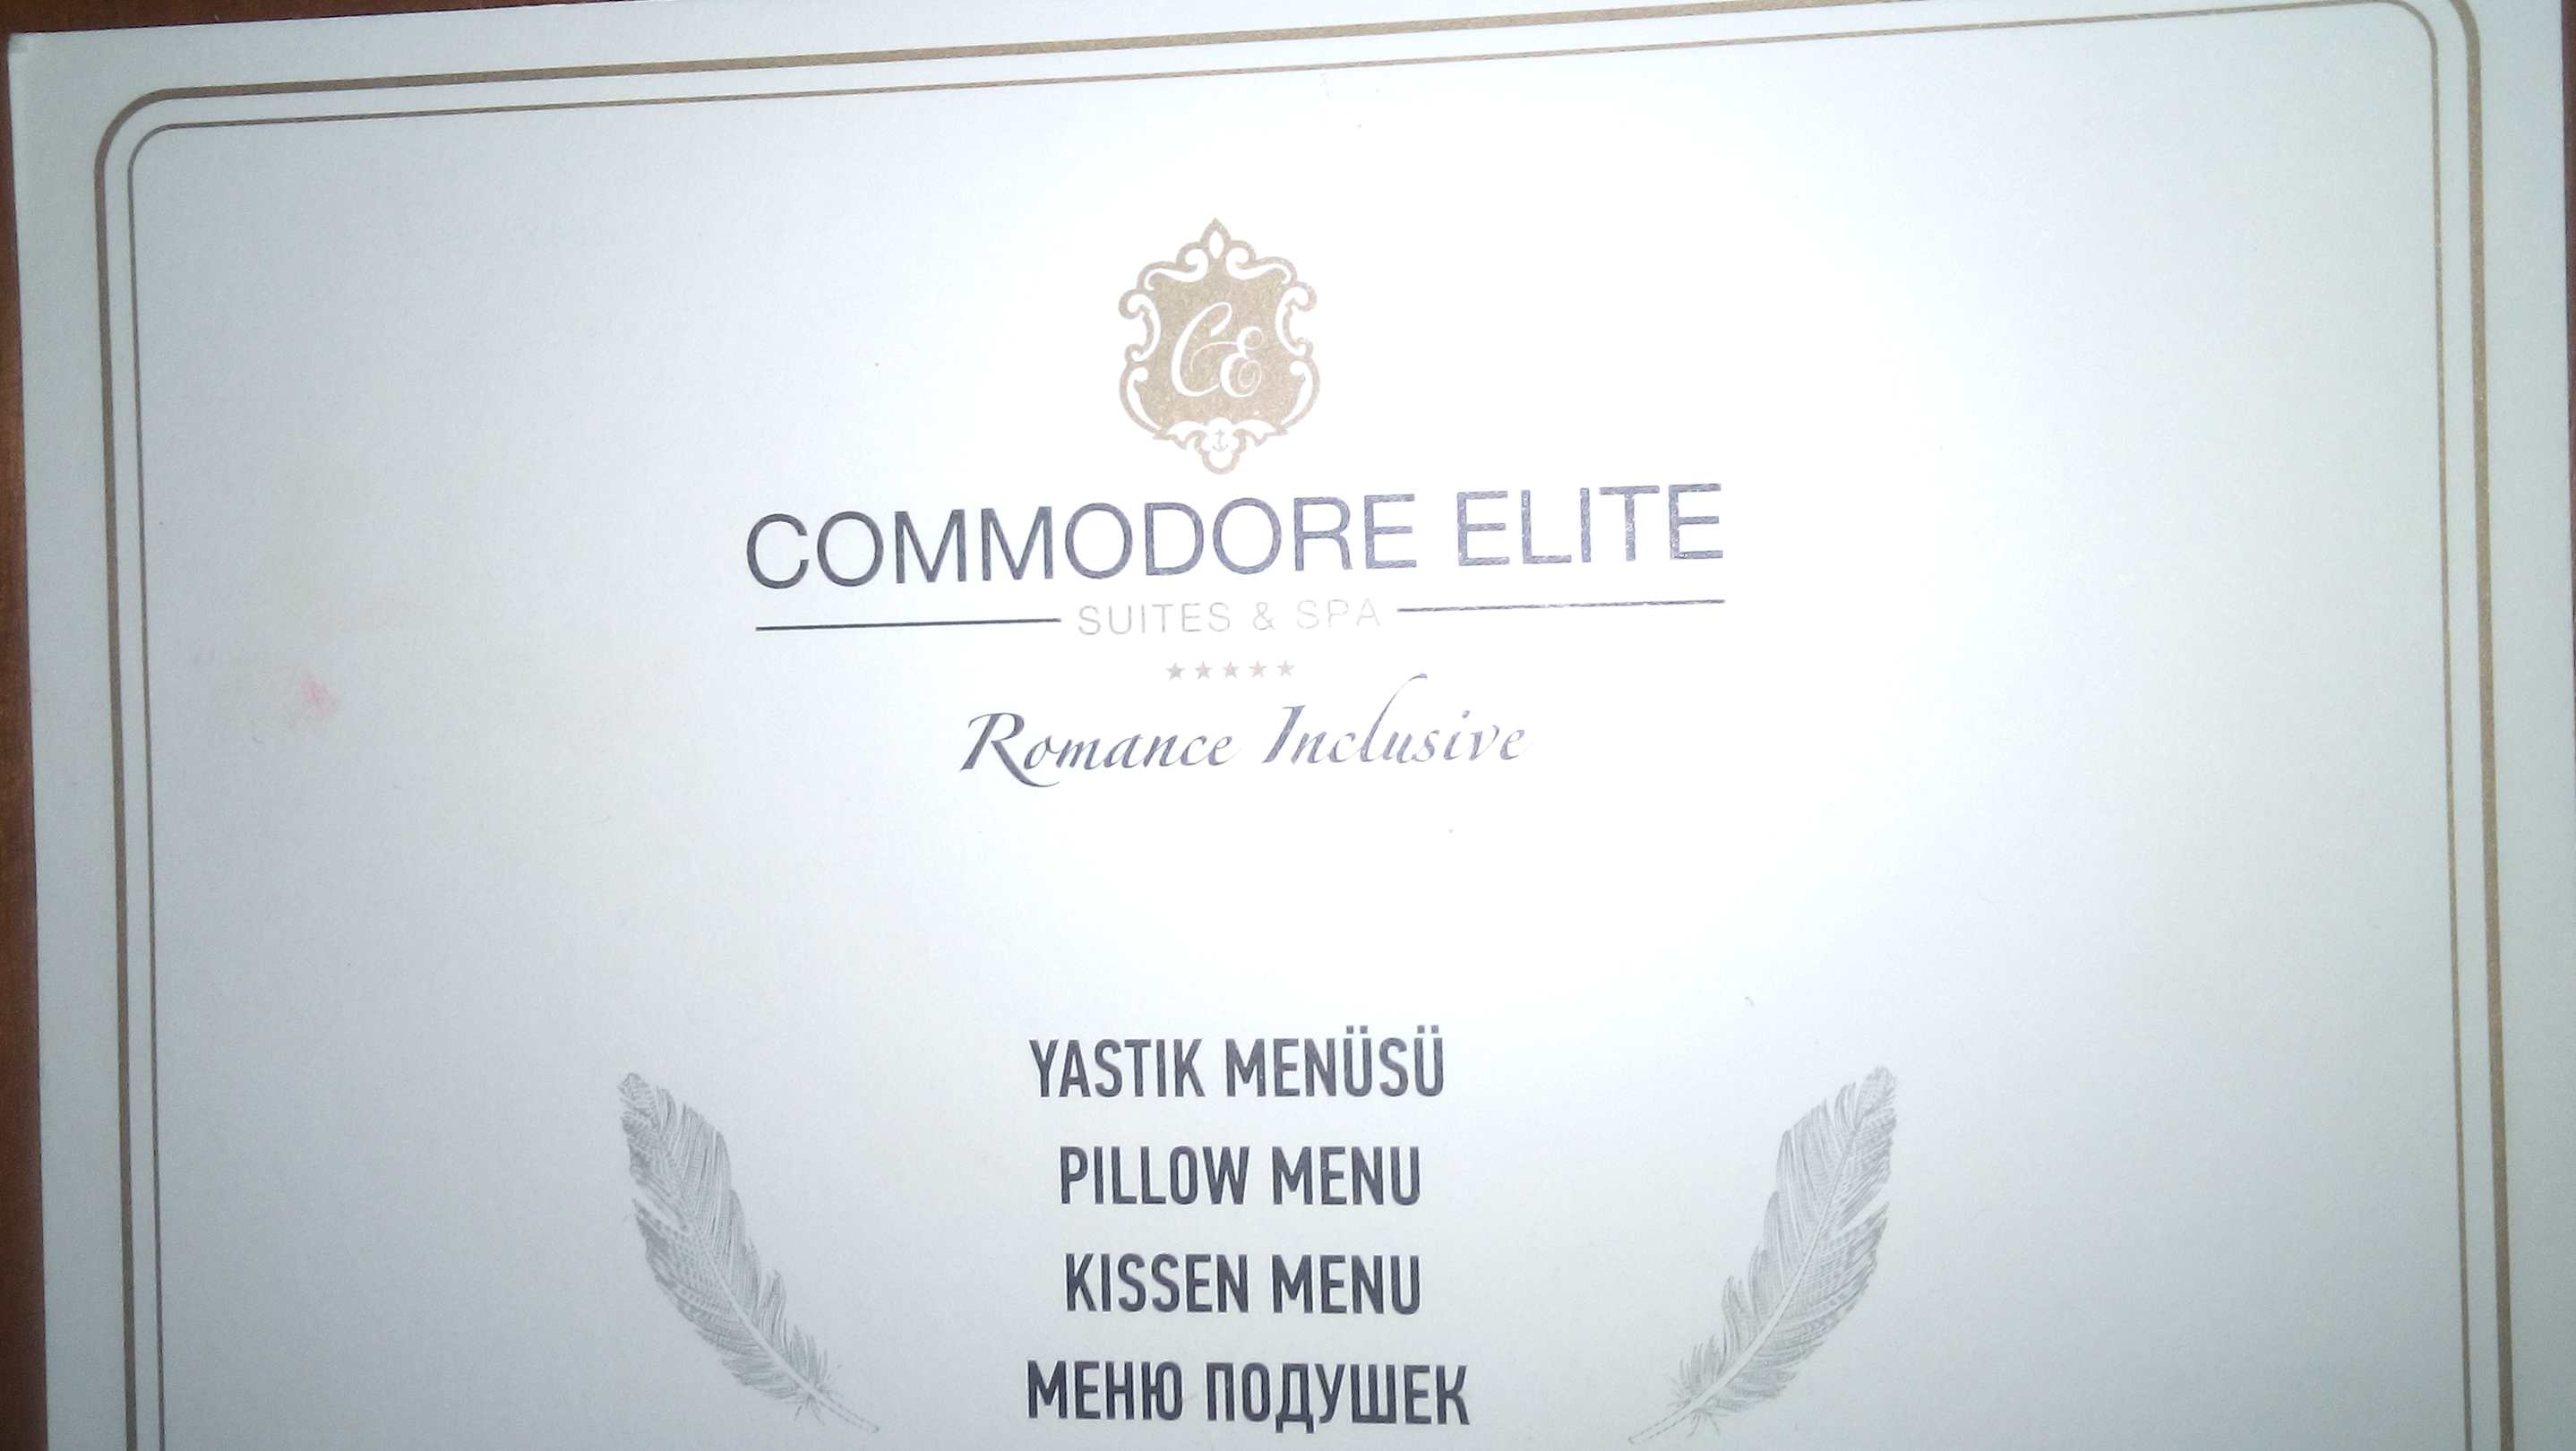 CE
COMMODORE ELITE
SUITES & SPA
Romance Inclusive
YASTIK MENÜSÜ
PILLOW MENU
KISSEN MENU
МЕНЮ ПОДУШЕК